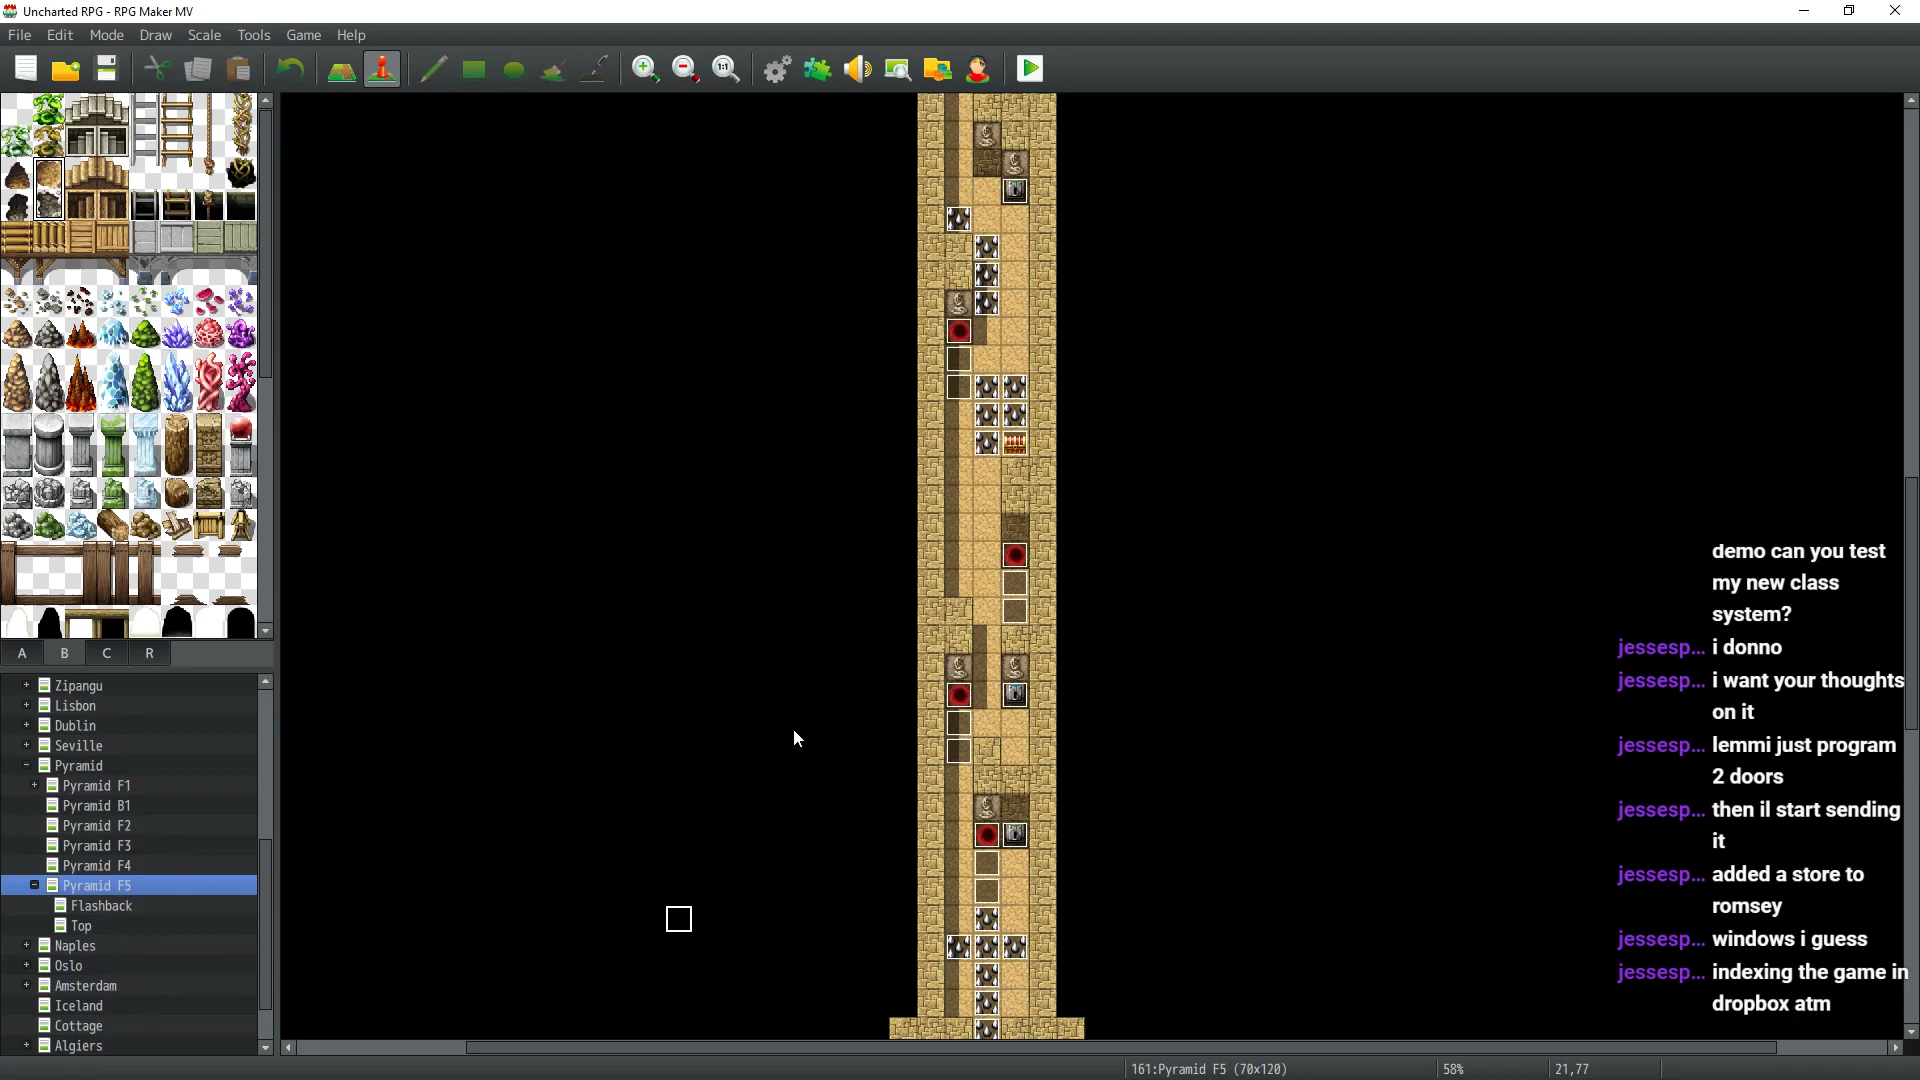 Uncharted RPG - RPG Maker MV
File Edit Mode Draw Scale Tools Game Help
1:1
A B C R
Zipangu
Lisbon
Dublin
Seville
Pyramid
Pyramid F1
Pyramid B1
Pyramid F2
Pyramid F3
Pyramid F4
Pyramid F5
Flashback
Top
Naples
Oslo
Amsterdam
Iceland
Cottage
Algiers
demo can you test
my new class
system?
jessesp... i donno
jessesp... i want your thoughts
on it
jessesp... lemmi just program
2 doors
jessesp... then il start sending
it
jessesp... added a store to
romsey
jessesp... windows i guess
jessesp... indexing the game in
dropbox atm
161:Pyramid F5 (70x120) 58% 21,77